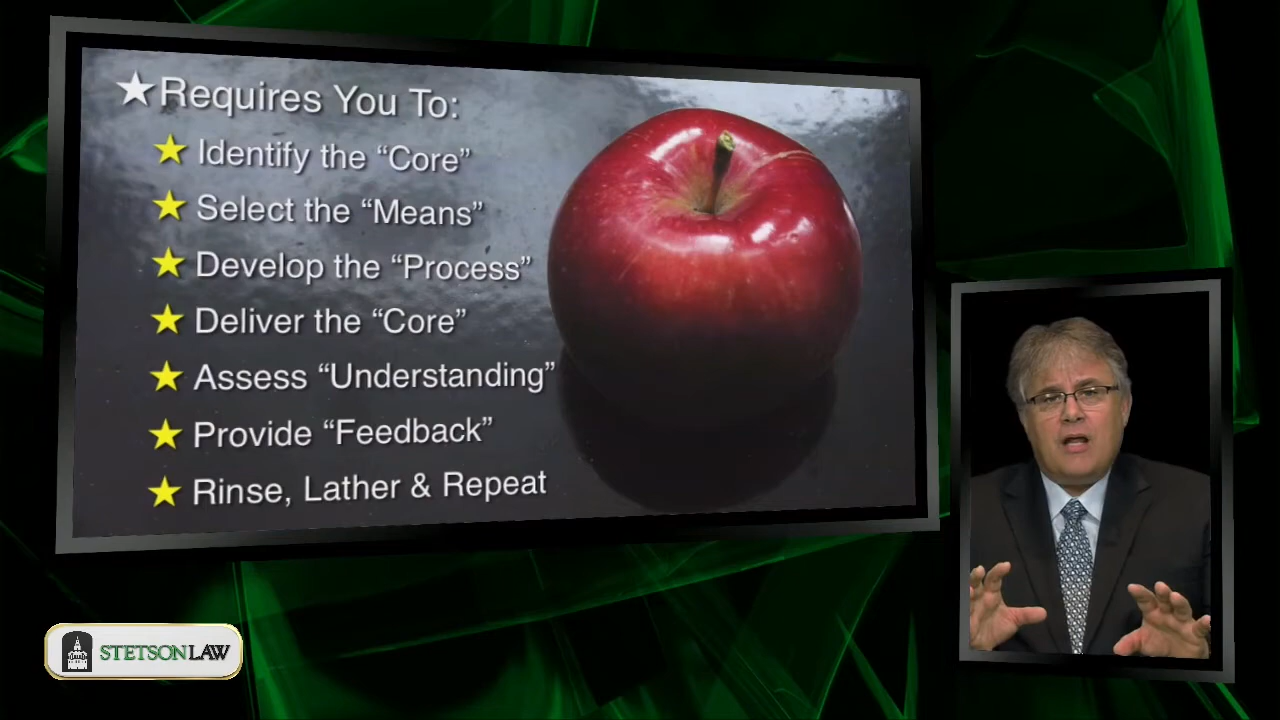 Requires You To:
Identify the “Core”
Select the “Means”
Develop the “Process”
Deliver the “Core”
Assess “Understanding”
Provide “Feedback”
Rinse, Lather & Repeat
STETSONLAW